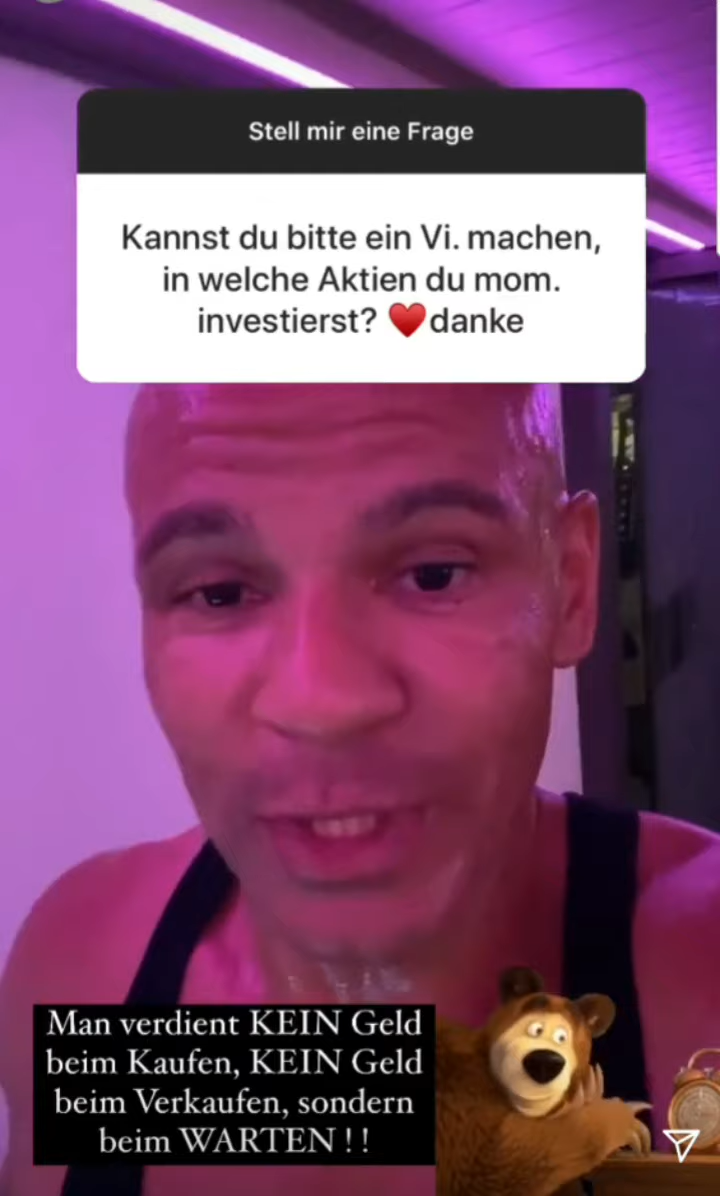 Stell mir eine Frage
Kannst du bitte ein Vi. machen,
in welche Aktien du mom.
investierst? ❤️danke
Man verdient KEIN Geld
beim Kaufen, KEIN Geld
beim Verkaufen, sondern
beim WARTEN ! !